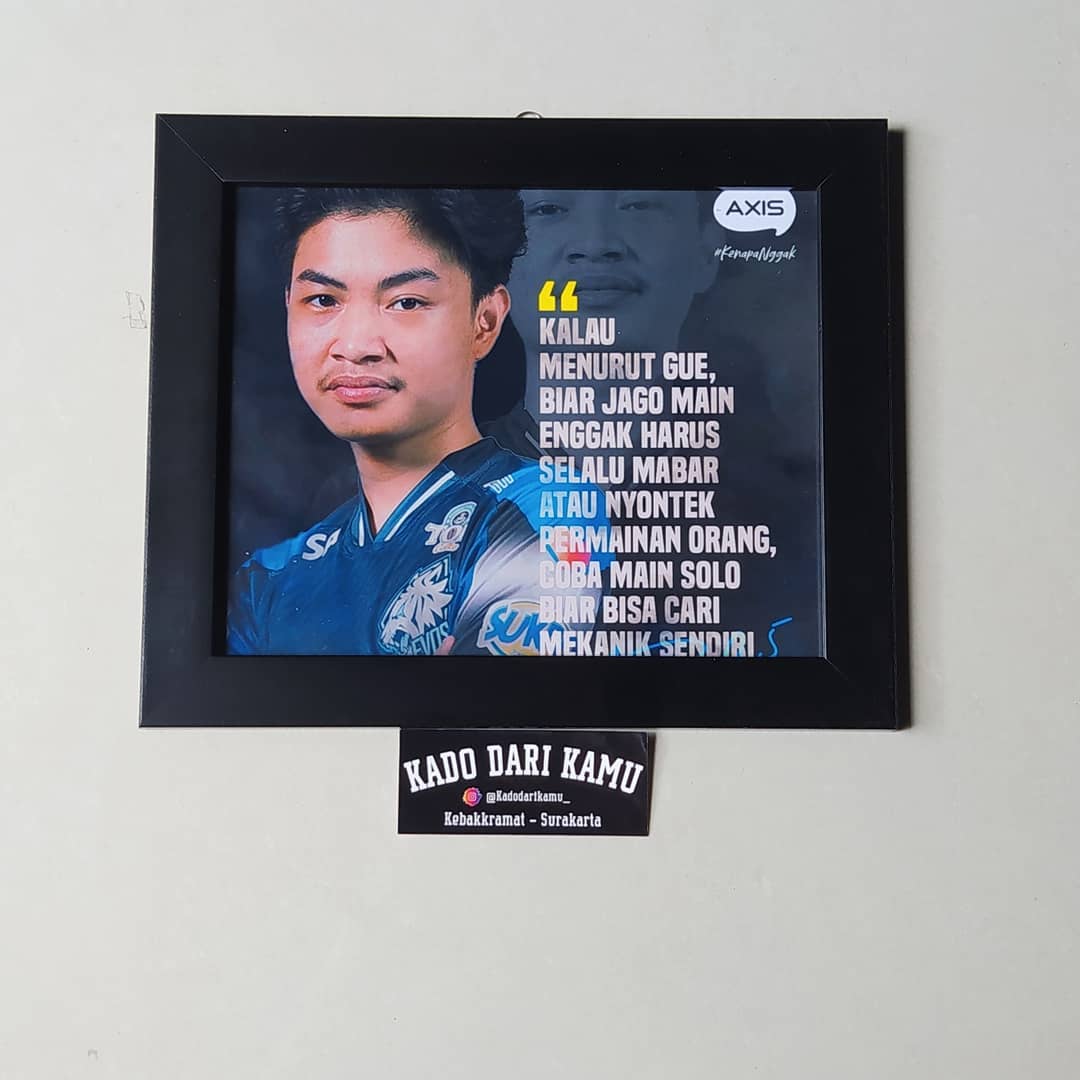 AXIS
#KenapaNggak
“
KALAU
MENURUT GUE,
BIAR JAGO MAIN
ENGGAK HARUS
SELALU MABAR
ATAU NYONTEK
PERMAINAN ORANG,
COBA MAIN SOLO
BIAR BISA CARI
MEKANIK SENDIRI
EVOS
KADO DARI KAMU
@Kadodarikamu_
Kebakkramat - Surakarta